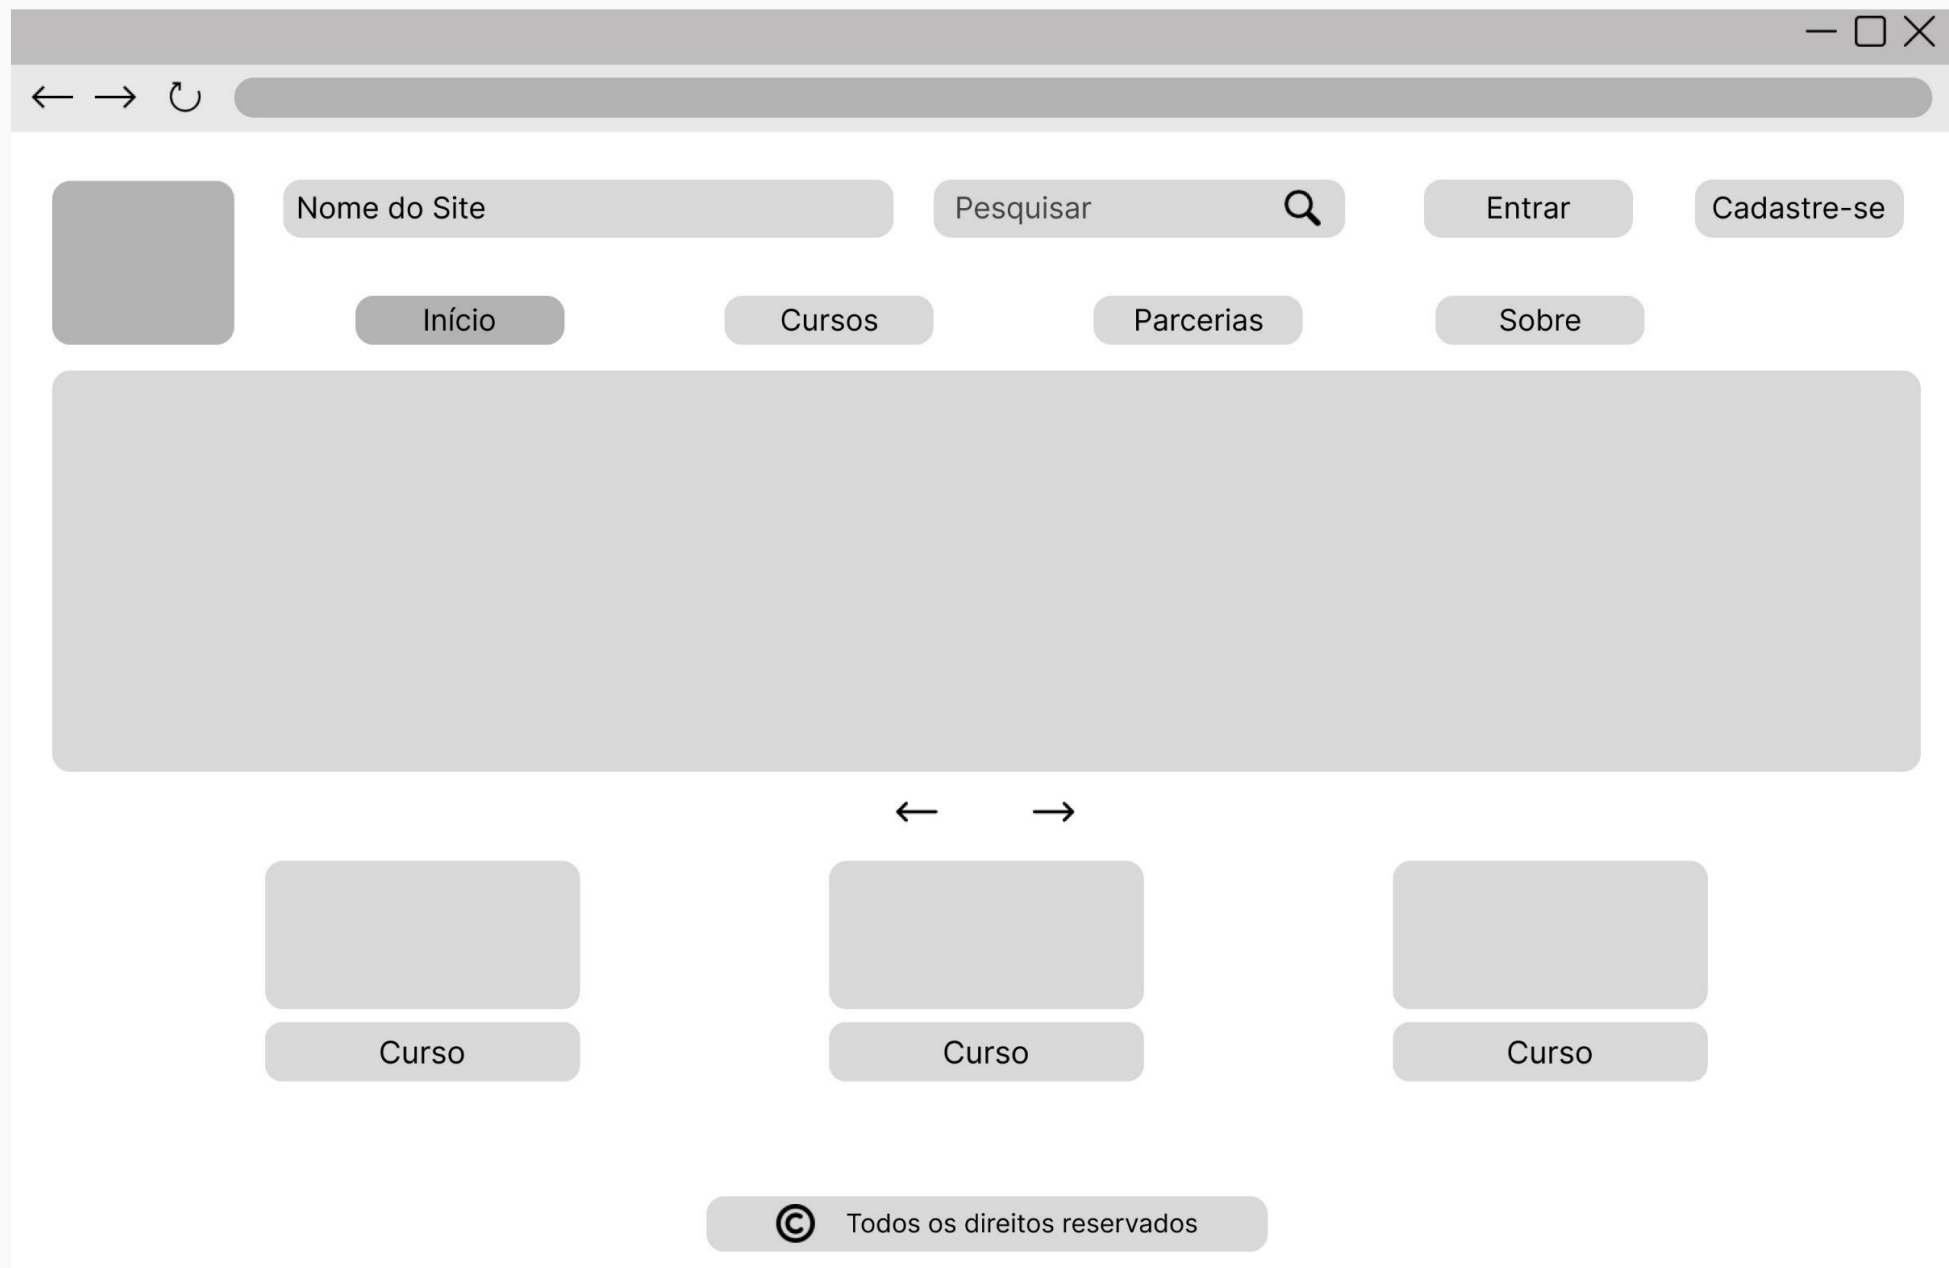 Nome do Site
Pesquisar
Entrar
Cadastre-se
Início
Cursos
Parcerias
Sobre
Curso
Curso
Curso
© Todos os direitos reservados